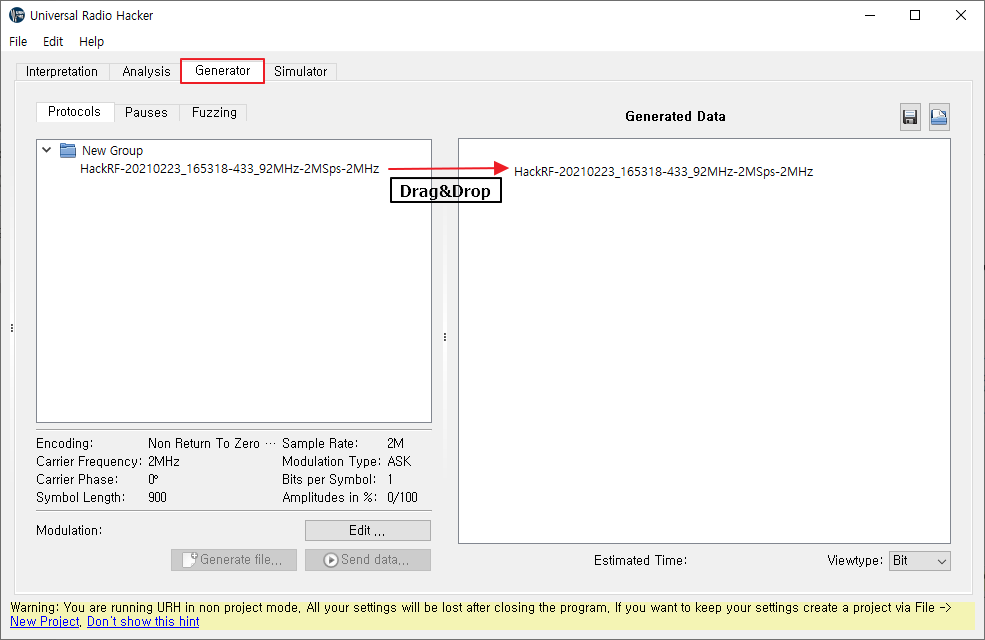 Universal Radio Hacker
File Edit Help
Interpretation Analysis Generator Simulator
Protocols Pauses Fuzzing
Generated Data
New Group
HackRF-20210223_165318-433_92MHz-2MSps-2MHz
HackRF-20210223_165318-433_92MHz-2MSps-2MHz
Drag&Drop
Encoding: Non Return To Zero ··· Sample Rate: 2M
Carrier Frequency: 2MHz Modulation Type: ASK
Carrier Phase: 0° Bits per Symbol: 1
Symbol Length: 900 Amplitudes in %: 0/100
Modulation: Edit ...
Generate file... Send data...
Estimated Time: Viewtype: Bit
Warning: You are running URH in non project mode. All your settings will be lost after closing the program. If you want to keep your settings create a project via File ->
New Project. Don't show this hint